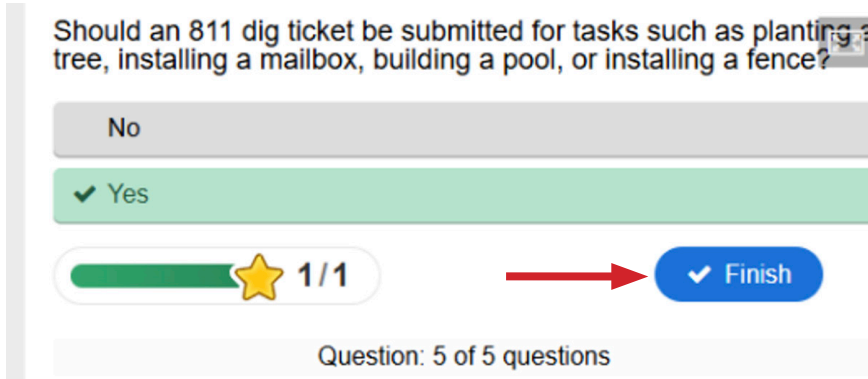 Should an 811 dig ticket be submitted for tasks such as planting a
tree, installing a mailbox, building a pool, or installing a fence?
No
Yes
1/1
Finish
Question: 5 of 5 questions